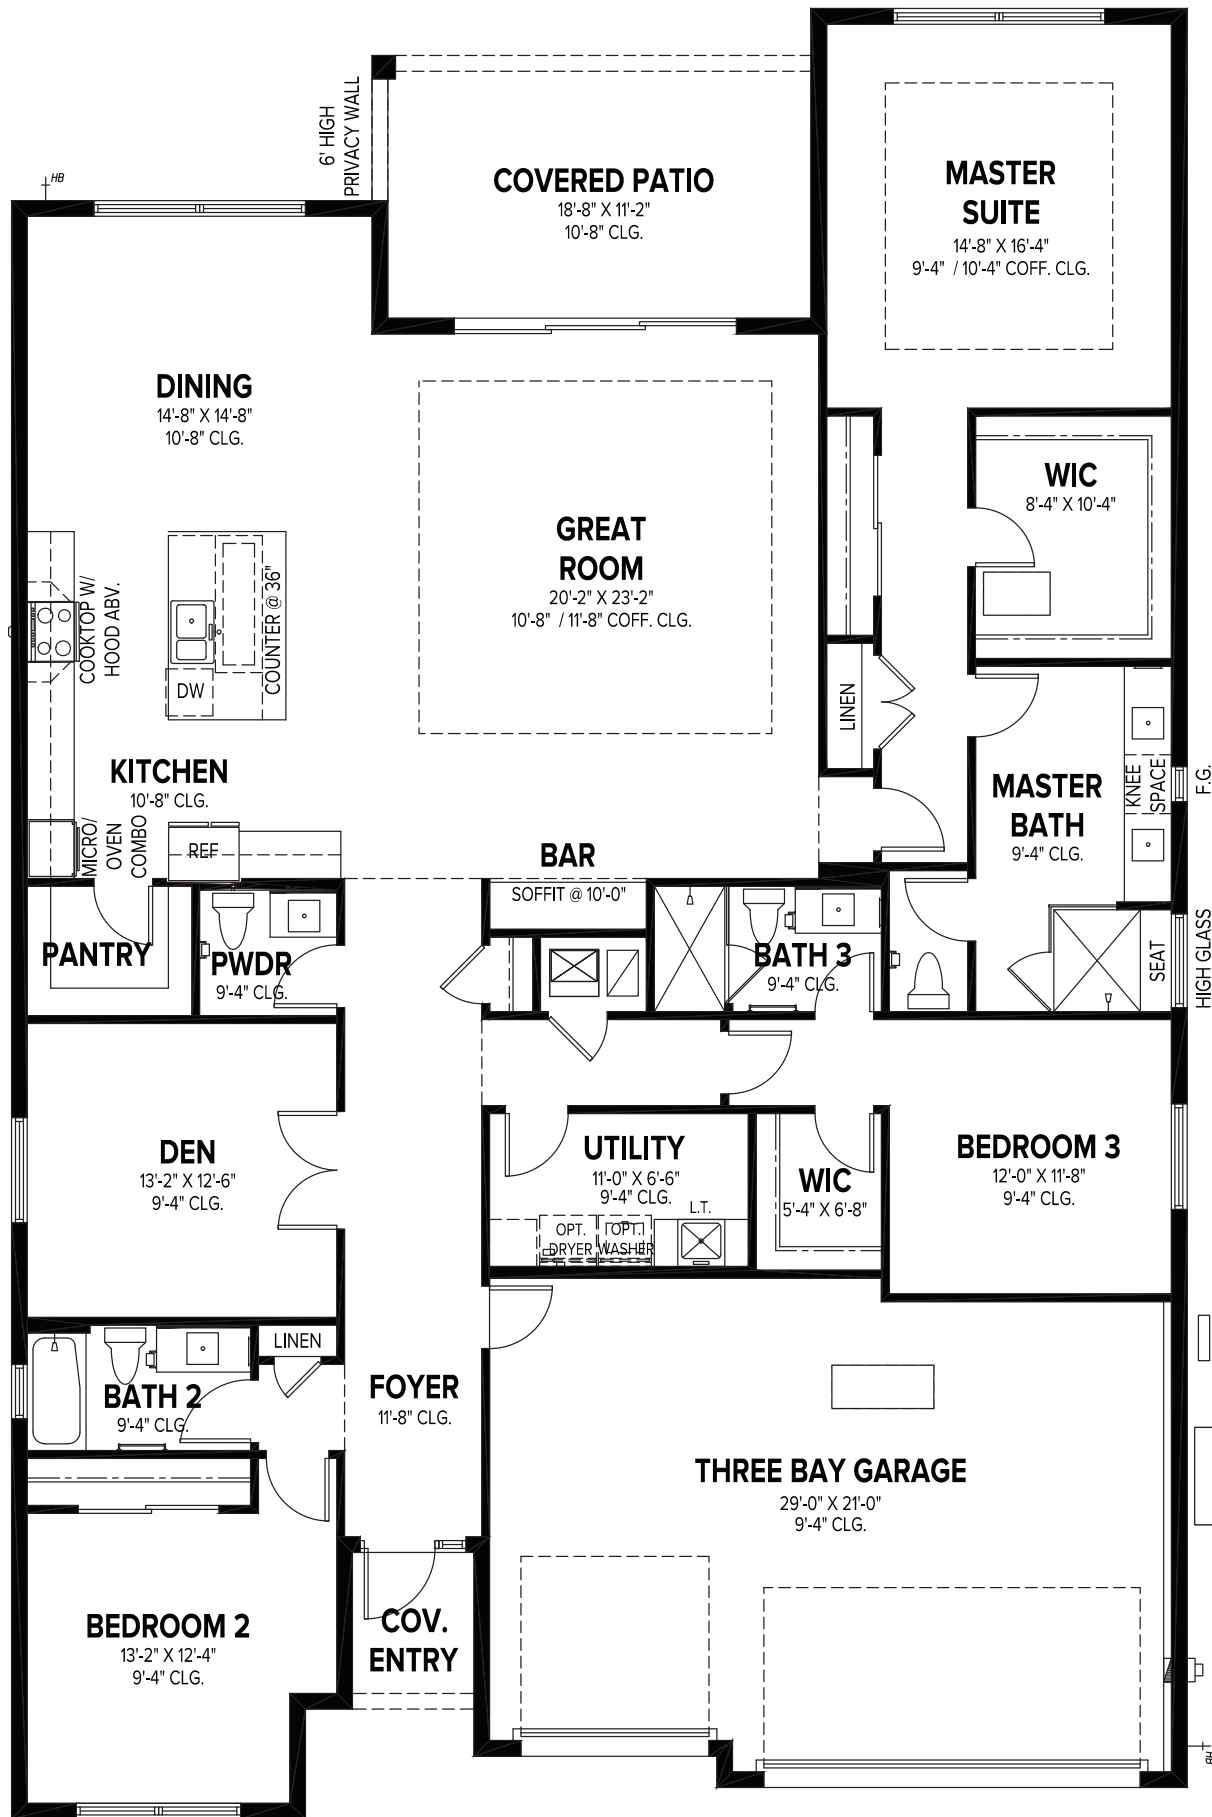 HB
6' HIGH
PRIVACY WALL
COVERED PATIO
18'-8" X 11'-2"
10'-8" CLG.
MASTER
SUITE
14'-8" X 16'-4"
9'-4" / 10'-4" COFF. CLG.
DINING
14'-8" X 14'-8"
10'-8" CLG.
GREAT
ROOM
20'-2" X 23'-2"
10'-8" / 11'-8" COFF. CLG.
WIC
8'-4" X 10'-4"
COOKTOP W/
HOOD ABV.
COUNTER @ 36"
DW
LINEN
KITCHEN
10'-8" CLG.
MICRO/
OVEN
COMBO
REF
MASTER
BATH
9'-4" CLG.
KNEE
SPACE
F.G.
BAR
SOFFIT @ 10'-0"
PANTRY
PWDR
9'-4" CLG.
BATH 3
9'-4" CLG.
SEAT
HIGH GLASS
DEN
13'-2" X 12'-6"
9'-4" CLG.
UTILITY
11'-0" X 6'-6"
9'-4" CLG.
L.T.
OPT.
DRYER
OPT.
WASHER
WIC
5'-4" X 6'-8"
BEDROOM 3
12'-0" X 11'-8"
9'-4" CLG.
LINEN
BATH 2
9'-4" CLG.
FOYER
11'-8" CLG.
THREE BAY GARAGE
29'-0" X 21'-0"
9'-4" CLG.
BEDROOM 2
13'-2" X 12'-4"
9'-4" CLG.
COV.
ENTRY
HB